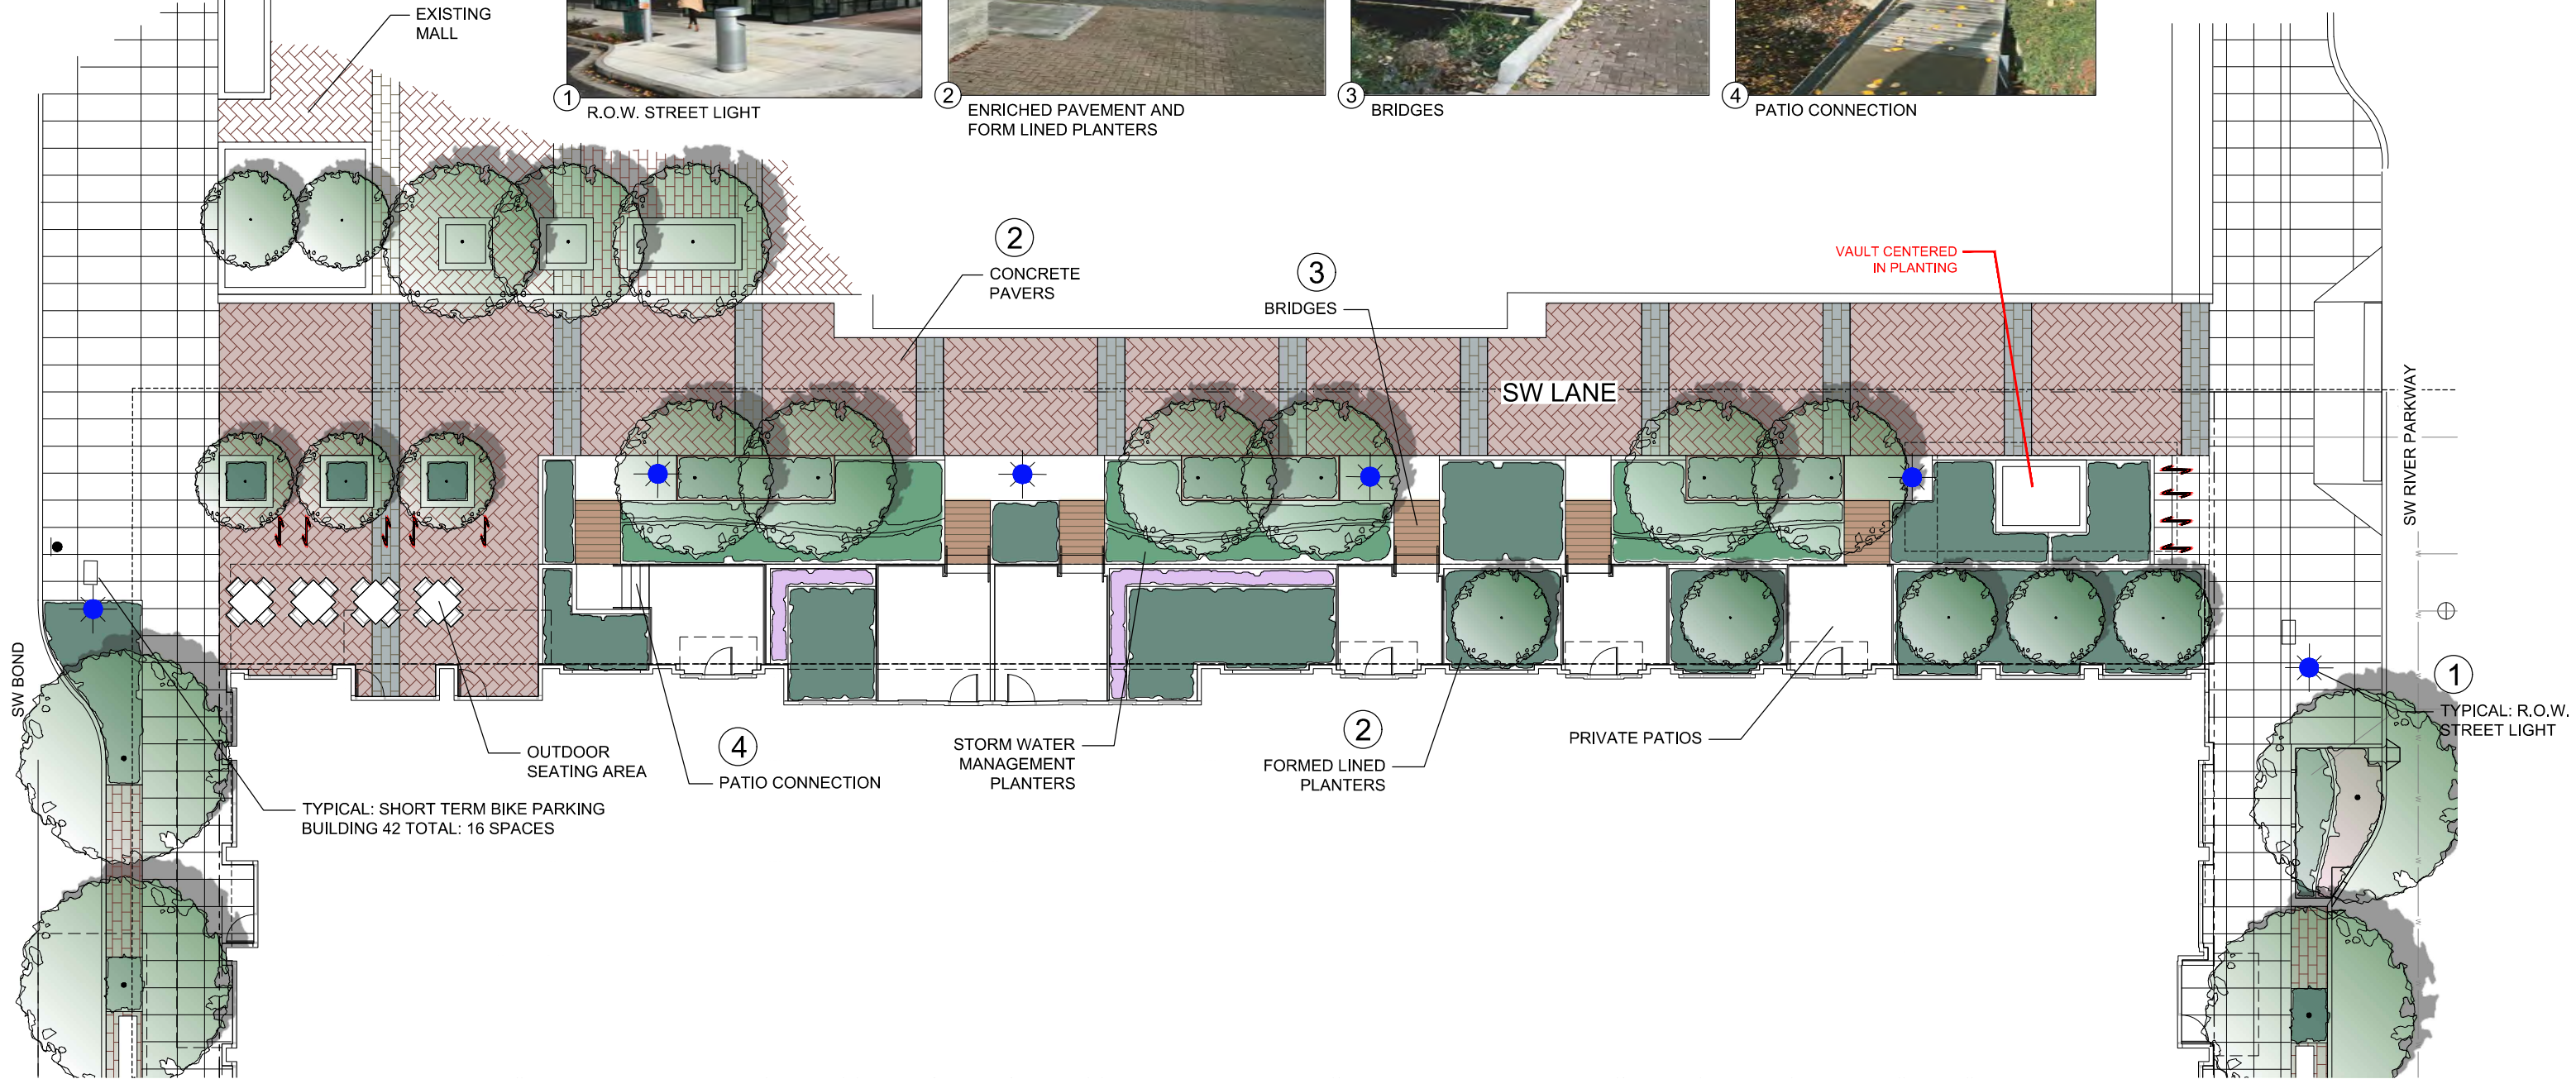 EXISTING
MALL
1
R.O.W. STREET LIGHT
2
ENRICHED PAVEMENT AND
FORM LINED PLANTERS
3
BRIDGES
4
PATIO CONNECTION
2
CONCRETE
PAVERS
3
BRIDGES
VAULT CENTERED
IN PLANTING
SW LANE
SW RIVER PARKWAY
SW BOND
1
TYPICAL: R.O.W.
STREET LIGHT
OUTDOOR
SEATING AREA
4
PATIO CONNECTION
STORM WATER
MANAGEMENT
PLANTERS
2
FORMED LINED
PLANTERS
PRIVATE PATIOS
TYPICAL: SHORT TERM BIKE PARKING
BUILDING 42 TOTAL: 16 SPACES
W
W
W
W